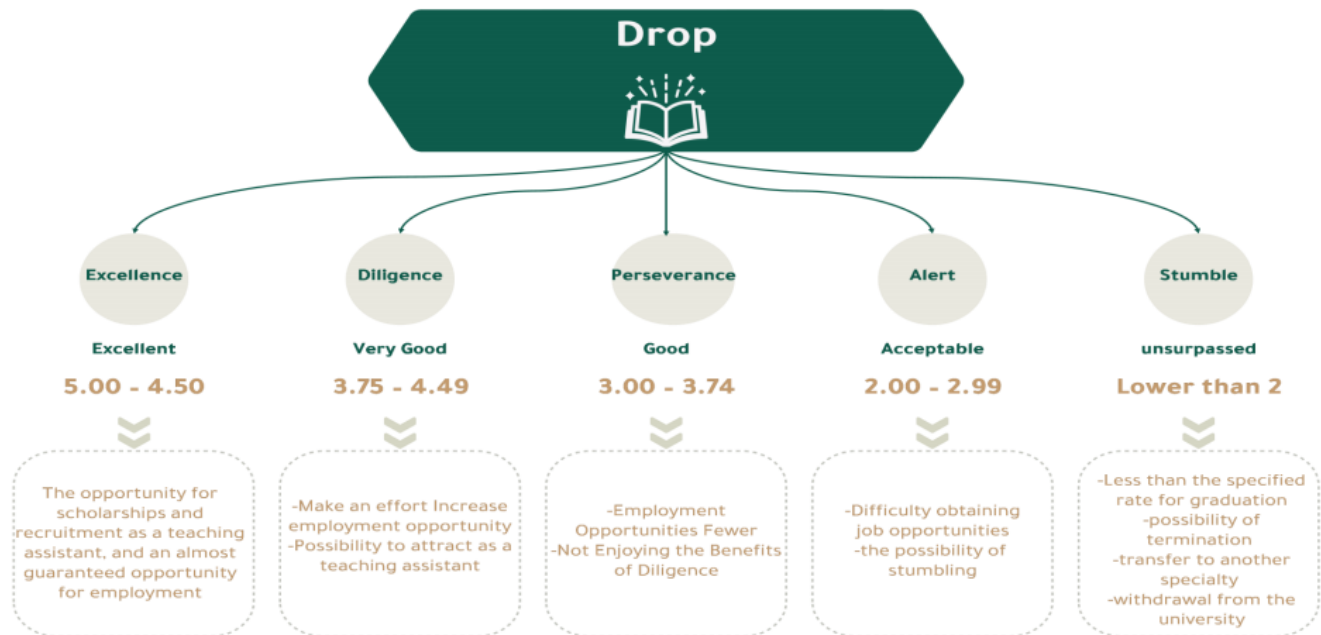 Drop
Excellence
Excellent
5.00 - 4.50
The opportunity for
scholarships and
recruitment as a teaching
assistant, and an almost
guaranteed opportunity
for employment
Diligence
Very Good
3.75 - 4.49
-Make an effort Increase
employment opportunity
-Possibility to attract as a
teaching assistant
Perseverance
Good
3.00 - 3.74
-Employment
Opportunities Fewer
-Not Enjoying the Benefits
of Diligence
Alert
Acceptable
2.00 - 2.99
-Difficulty obtaining
job opportunities
-the possibility of
stumbling
Stumble
unsurpassed
Lower than 2
-Less than the specified
rate for graduation
-possibility of
termination
-transfer to another
specialty
-withdrawal from the
university